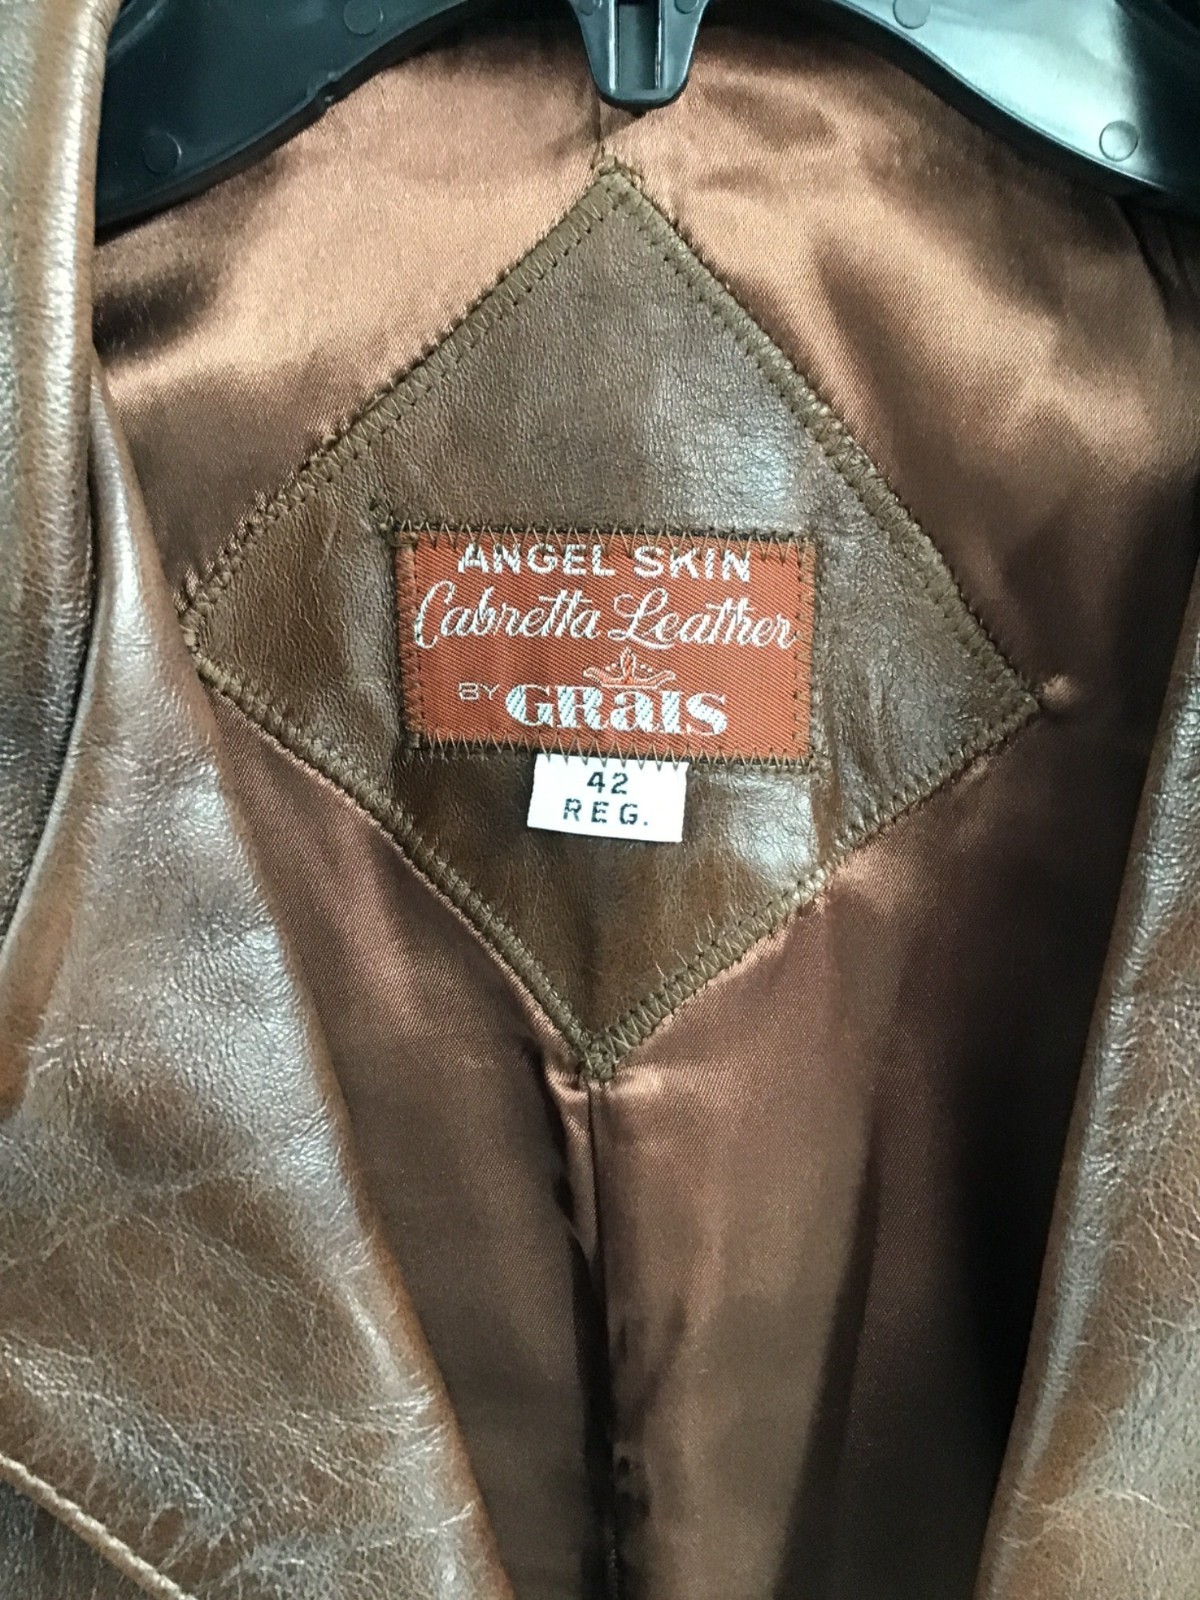 ANGEL SKIN
Cabretta Leather
BY GRAIS
42
REG.